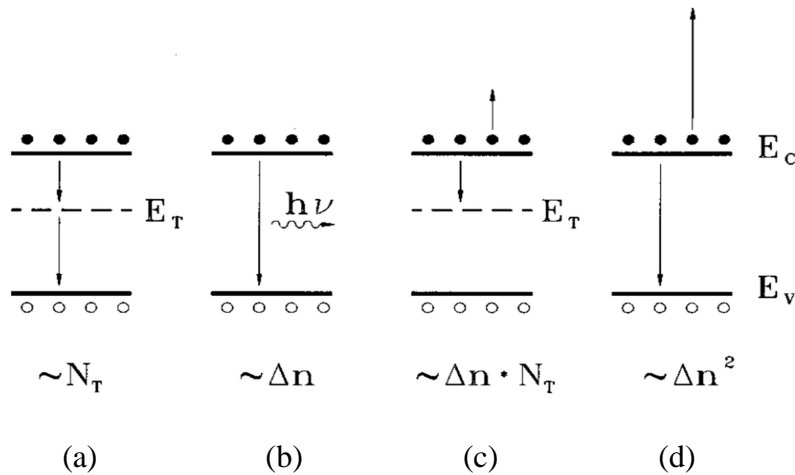 E_C
E_T
hν
E_T
E_V
~N_T
~Δn
~Δn * N_T
~Δn²
(a)
(b)
(c)
(d)